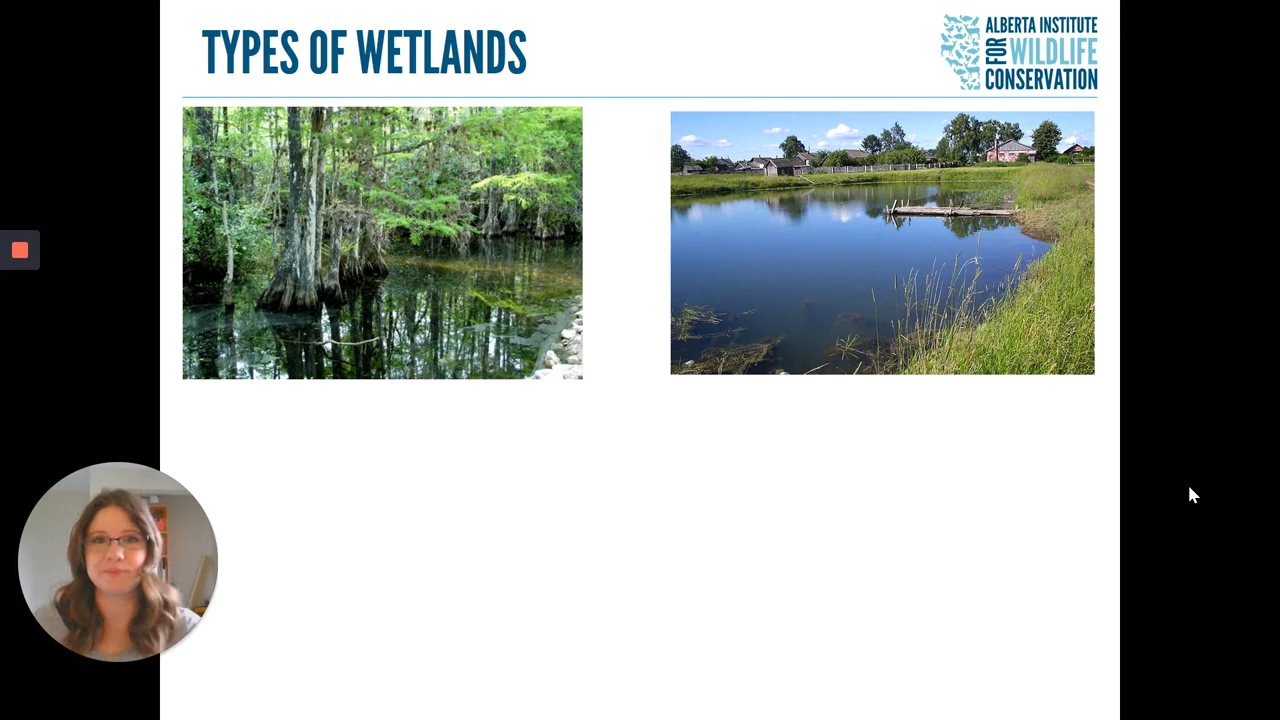 TYPES OF WETLANDS
ALBERTA INSTITUTE
FOR WILDLIFE
CONSERVATION